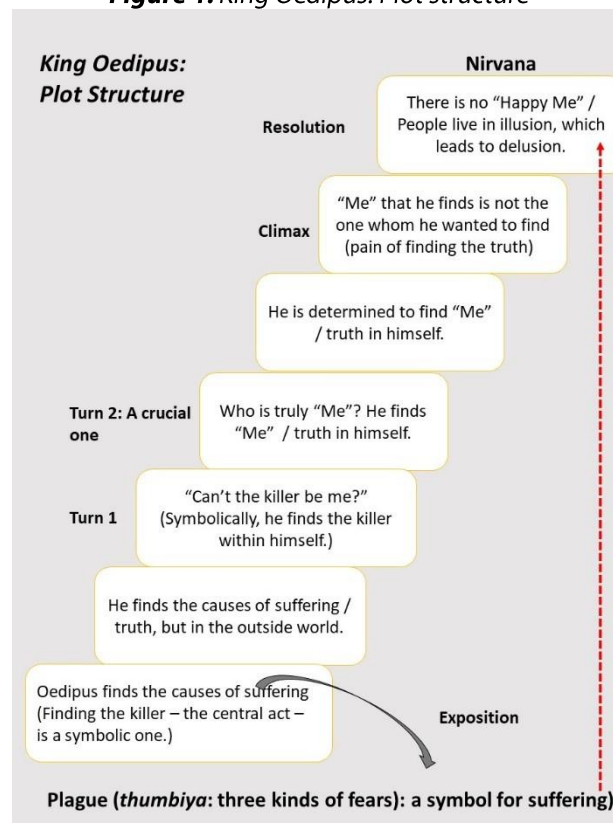 Figure 1: King Oedipus: Plot structure
King Oedipus:
Plot Structure
Nirvana
There is no “Happy Me” /
People live in illusion, which
leads to delusion.
Resolution
“Me” that he finds is not the
one whom he wanted to find
(pain of finding the truth)
Climax
He is determined to find “Me”
/ truth in himself.
Who is truly “Me”? He finds
“Me” / truth in himself.
Turn 2: A crucial
one
“Can’t the killer be me?”
(Symbolically, he finds the killer
within himself.)
Turn 1
He finds the causes of suffering /
truth, but in the outside world.
Oedipus finds the causes of suffering
(Finding the killer – the central act –
is a symbolic one.)
Exposition
Plague (thumbiya: three kinds of fears): a symbol for suffering)